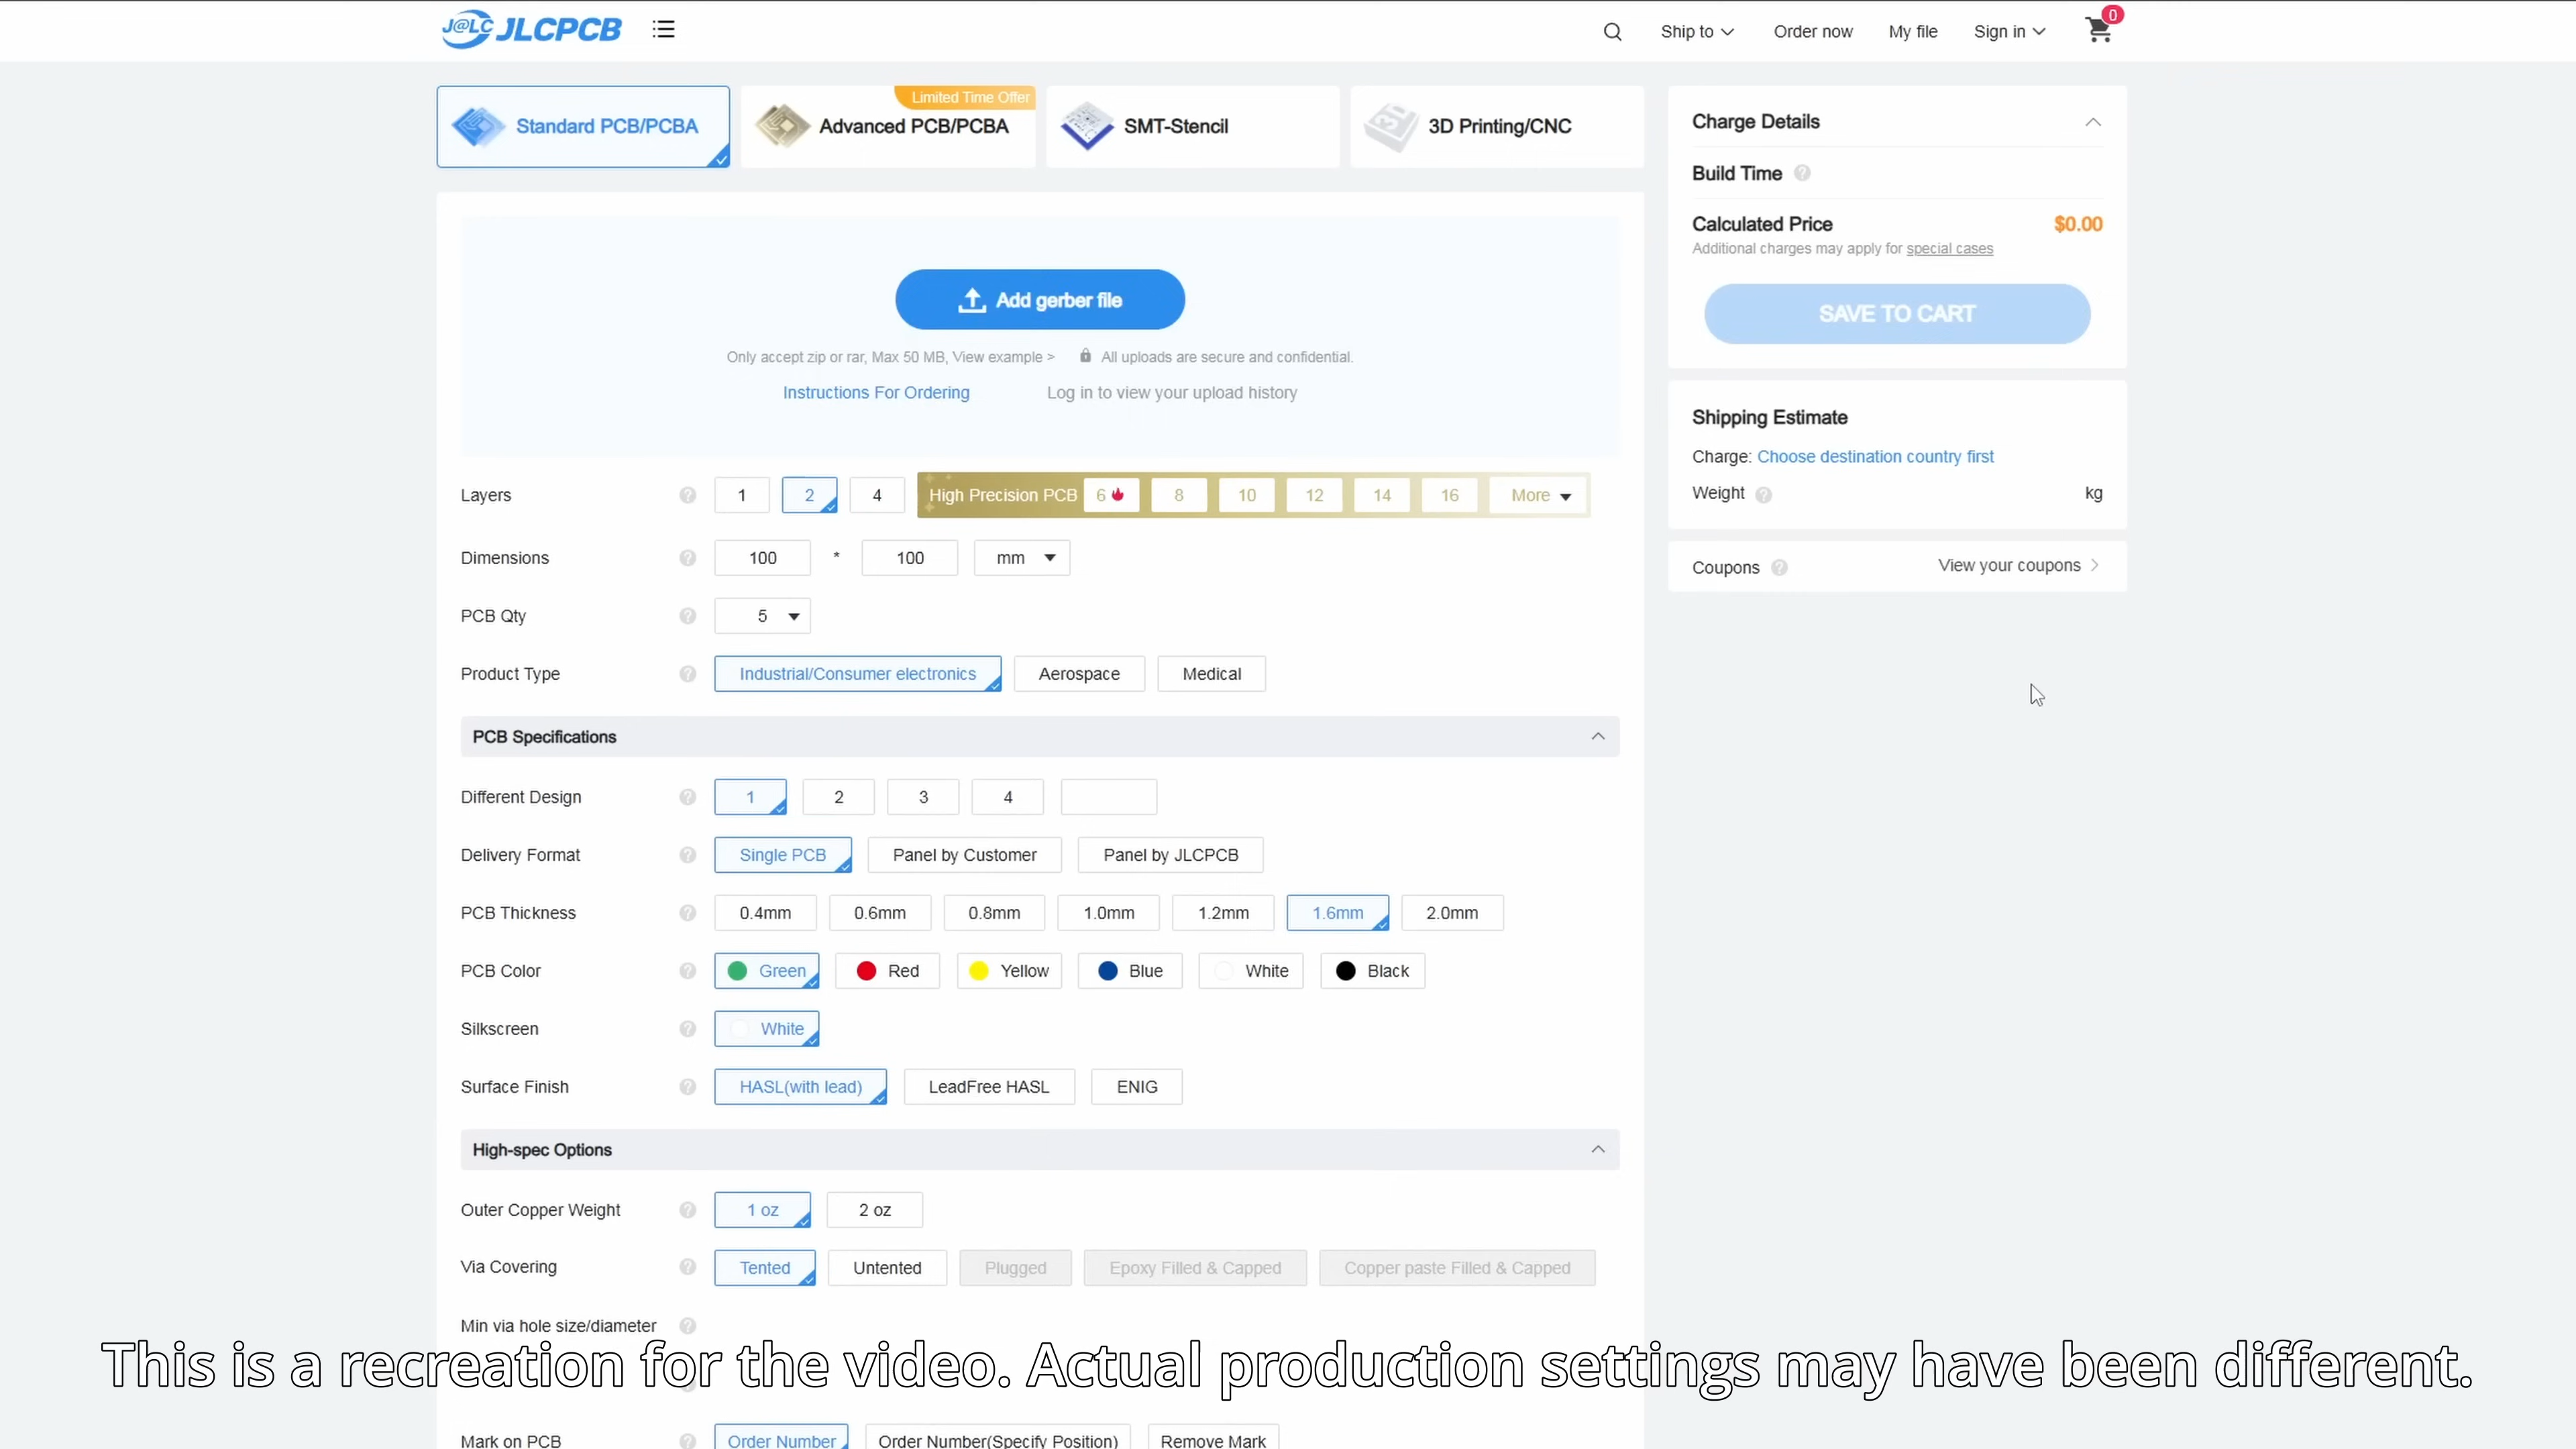 J@LC JLCPCB
Ship to
Order now
My file
Sign in
0
Standard PCB/PCBA
Limited Time Offer
Advanced PCB/PCBA
SMT-Stencil
3D Printing/CNC
Charge Details
Build Time ?
Calculated Price $0.00
Additional charges may apply for special cases
SAVE TO CART
Add gerber file
Only accept zip or rar, Max 50 MB, View example > All uploads are secure and confidential.
Instructions For Ordering Log in to view your upload history
Shipping Estimate
Charge: Choose destination country first
Weight ? kg
Coupons ? View your coupons >
Layers ? 1 2 4 High Precision PCB 6 8 10 12 14 16 More
Dimensions ? 100 * 100 mm
PCB Qty ? 5
Product Type ? Industrial/Consumer electronics Aerospace Medical
PCB Specifications
Different Design ? 1 2 3 4
Delivery Format ? Single PCB Panel by Customer Panel by JLCPCB
PCB Thickness ? 0.4mm 0.6mm 0.8mm 1.0mm 1.2mm 1.6mm 2.0mm
PCB Color ? Green Red Yellow Blue White Black
Silkscreen ? White
Surface Finish ? HASL(with lead) LeadFree HASL ENIG
High-spec Options
Outer Copper Weight ? 1 oz 2 oz
Via Covering ? Tented Untented Plugged Epoxy Filled & Capped Copper paste Filled & Capped
Min via hole size/diameter ?
This is a recreation for the video. Actual production settings may have been different.
Mark on PCB ? Order Number Order Number(Specify Position) Remove Mark